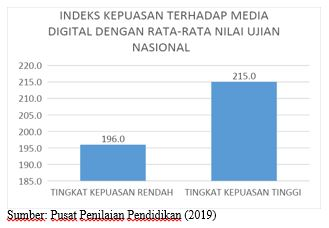 INDEKS KEPUASAN TERHADAP MEDIA
DIGITAL DENGAN RATA-RATA NILAI UJIAN
NASIONAL
220.0
215.0
210.0
205.0
200.0
195.0
190.0
185.0
196.0
215.0
TINGKAT KEPUASAN RENDAH
TINGKAT KEPUASAN TINGGI
Sumber: Pusat Penilaian Pendidikan (2019)